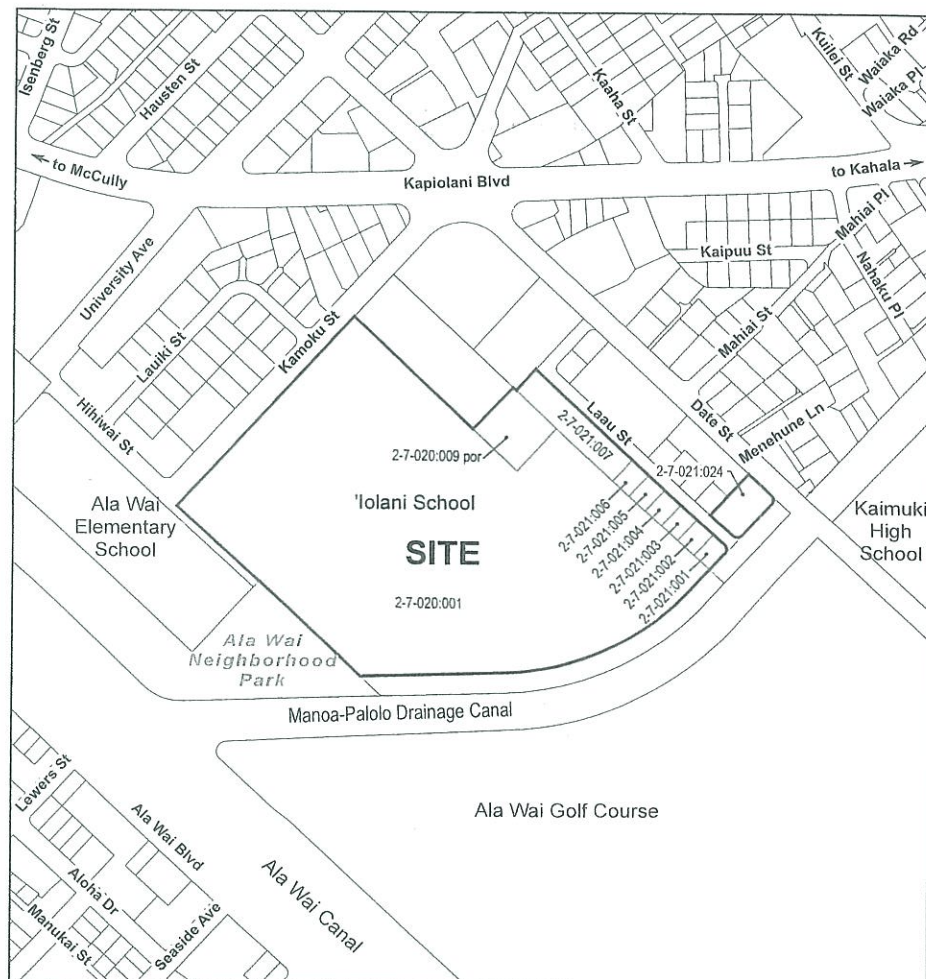 Isenberg St
Hausten St
Kaaha St
Kuilei St
Waiaka Rd
Waiaka Pl
to McCully
Kapiolani Blvd
to Kahala
University Ave
Kaipuu St
Mahiai Pl
Nahaku Pl
Lauiki St
Kamoku St
Mahiai St
Hihiwai St
Laau St
Date St
Menehune Ln
2-7-021:007
2-7-020:009 por
2-7-021:024
Ala Wai
Elementary
School
'Iolani School
SITE
2-7-020:001
2-7-021:006
2-7-021:005
2-7-021:004
2-7-021:003
2-7-021:002
2-7-021:001
Kaimuki
High
School
Ala Wai
Neighborhood
Park
Manoa-Palolo Drainage Canal
Lewers St
Ala Wai Blvd
Ala Wai Golf Course
Aloha Dr
Manukai St
Seaside Ave
Ala Wai Canal